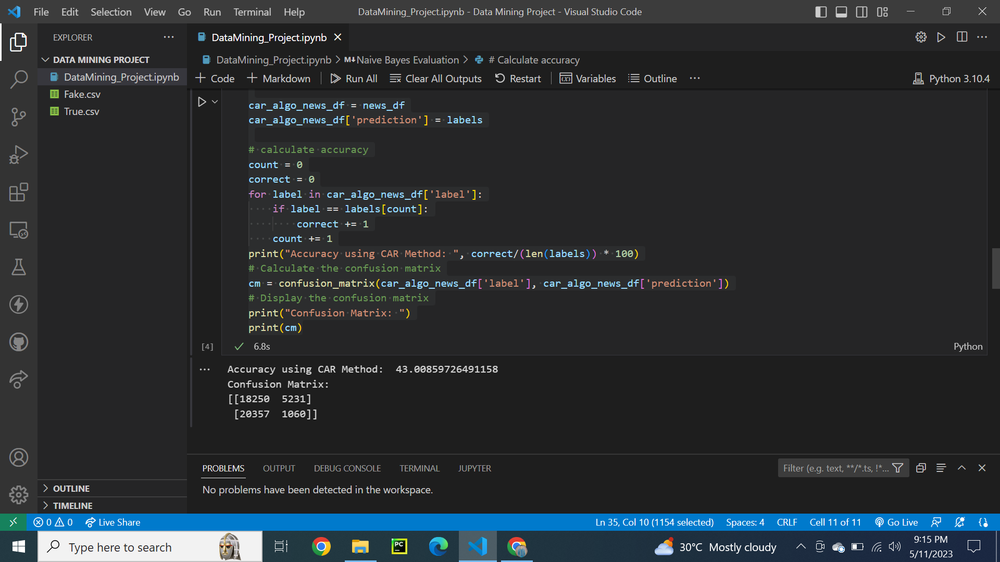 File Edit Selection View Go Run Terminal Help
DataMining_Project.ipynb - Data Mining Project - Visual Studio Code
EXPLORER
DATA MINING PROJECT
DataMining_Project.ipynb
Fake.csv
True.csv
OUTLINE
TIMELINE
DataMining_Project.ipynb
DataMining_Project.ipynb > M↓Naive Bayes Evaluation > # Calculate accuracy
+ Code + Markdown Run All Clear All Outputs Restart Variables Outline ... Python 3.10.4
car_algo_news_df = news_df
car_algo_news_df['prediction'] = labels
# calculate accuracy
count = 0
correct = 0
for label in car_algo_news_df['label']:
    if label == labels[count]:
        correct += 1
    count += 1
print("Accuracy using CAR Method: ", correct/(len(labels)) * 100)
# Calculate the confusion matrix
cm = confusion_matrix(car_algo_news_df['label'], car_algo_news_df['prediction'])
# Display the confusion matrix
print("Confusion Matrix: ")
print(cm)
[4] 6.8s Python
Accuracy using CAR Method:  43.00859726491158
Confusion Matrix:
[[18250  5231]
 [20357  1060]]
PROBLEMS OUTPUT DEBUG CONSOLE TERMINAL JUPYTER
Filter (e.g. text, **/*.ts, !*...
No problems have been detected in the workspace.
0 0 Live Share
Ln 35, Col 10 (1154 selected) Spaces: 4 CRLF Cell 11 of 11 Go Live
Type here to search
PC
30°C Mostly cloudy
9:15 PM
5/11/2023